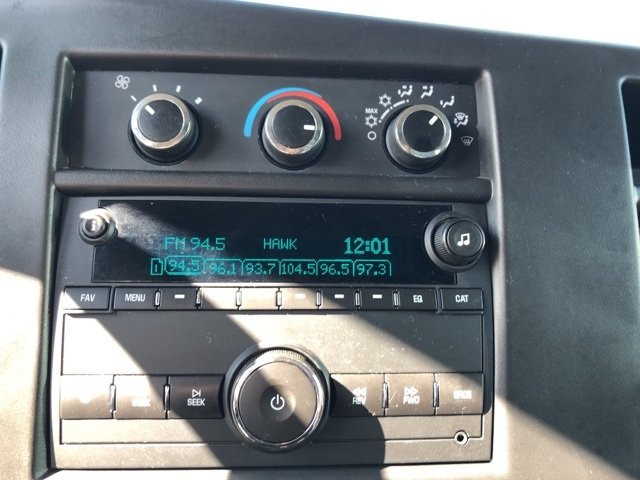 MAX
FM 94.5 HAWK 12:01
1 94.5 96.1 93.7 104.5 96.5 97.3
FAV MENU EQ CAT
SEEK REV FWD